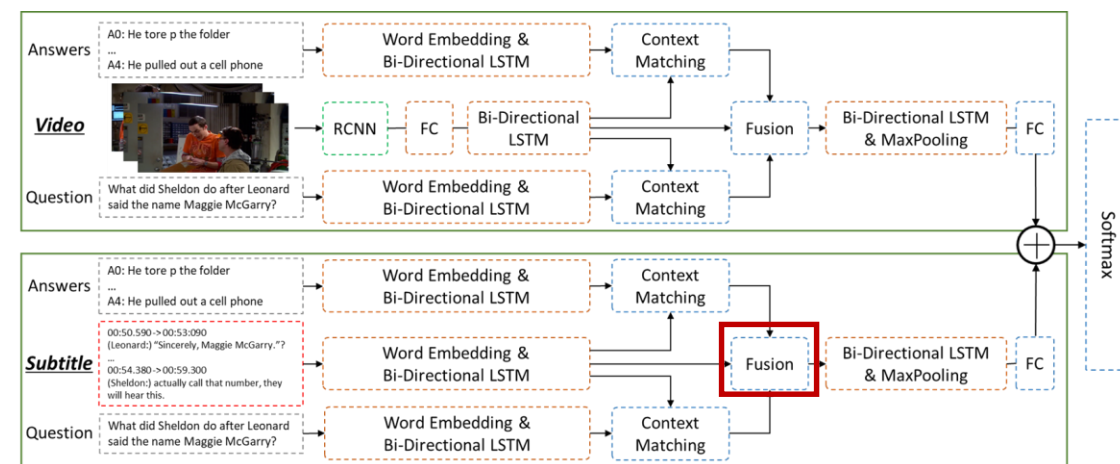 Answers
A0: He tore p the folder
...
A4: He pulled out a cell phone
Word Embedding &
Bi-Directional LSTM
Context
Matching
Video
RCNN
FC
Bi-Directional
LSTM
Fusion
Bi-Directional LSTM
& MaxPooling
FC
Question
What did Sheldon do after Leonard
said the name Maggie McGarry?
Word Embedding &
Bi-Directional LSTM
Context
Matching
Softmax
Answers
A0: He tore p the folder
...
A4: He pulled out a cell phone
Word Embedding &
Bi-Directional LSTM
Context
Matching
Subtitle
00:50.590->00:53:090
(Leonard:) “Sincerely, Maggie McGarry.”?
...
00:54.380->00:59.300
(Sheldon:) actually call that number, they
will hear this.
Word Embedding &
Bi-Directional LSTM
Fusion
Bi-Directional LSTM
& MaxPooling
FC
Question
What did Sheldon do after Leonard
said the name Maggie McGarry?
Word Embedding &
Bi-Directional LSTM
Context
Matching